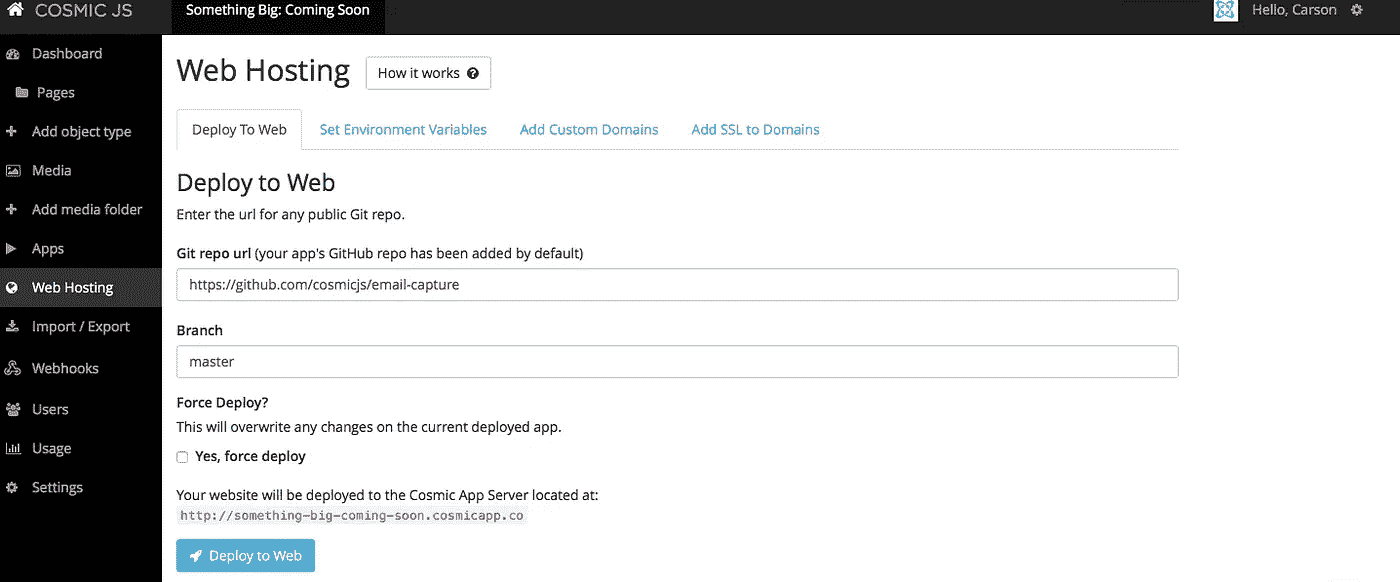 COSMIC JS
Something Big: Coming Soon
Hello, Carson
Dashboard
Pages
Add object type
Media
Add media folder
Apps
Web Hosting
Import / Export
Webhooks
Users
Usage
Settings
Web Hosting
How it works
Deploy To Web
Set Environment Variables
Add Custom Domains
Add SSL to Domains
Deploy to Web
Enter the url for any public Git repo.
Git repo url (your app's GitHub repo has been added by default)
https://github.com/cosmicjs/email-capture
Branch
master
Force Deploy?
This will overwrite any changes on the current deployed app.
Yes, force deploy
Your website will be deployed to the Cosmic App Server located at:
http://something-big-coming-soon.cosmicapp.co
Deploy to Web